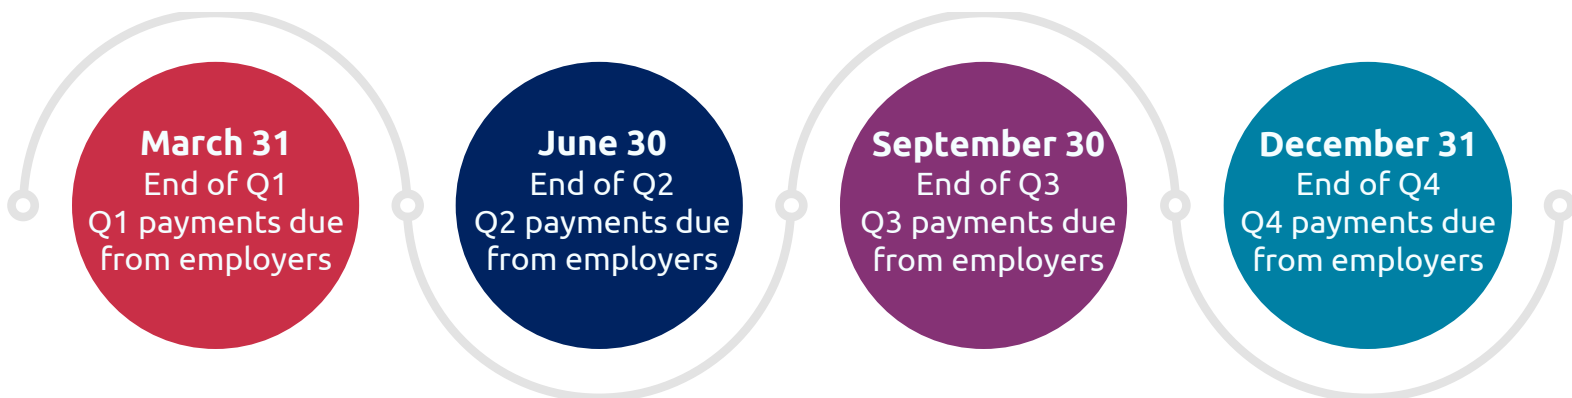 March 31
End of Q1
Q1 payments due
from employers
June 30
End of Q2
Q2 payments due
from employers
September 30
End of Q3
Q3 payments due
from employers
December 31
End of Q4
Q4 payments due
from employers